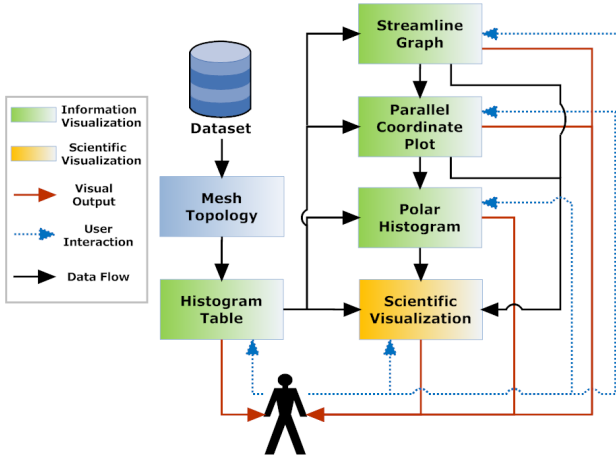 Streamline
Graph
Dataset
Information
Visualization
Scientific
Visualization
Visual
Output
User
Interaction
Data Flow
Parallel
Coordinate
Plot
Mesh
Topology
Polar
Histogram
Histogram
Table
Scientific
Visualization